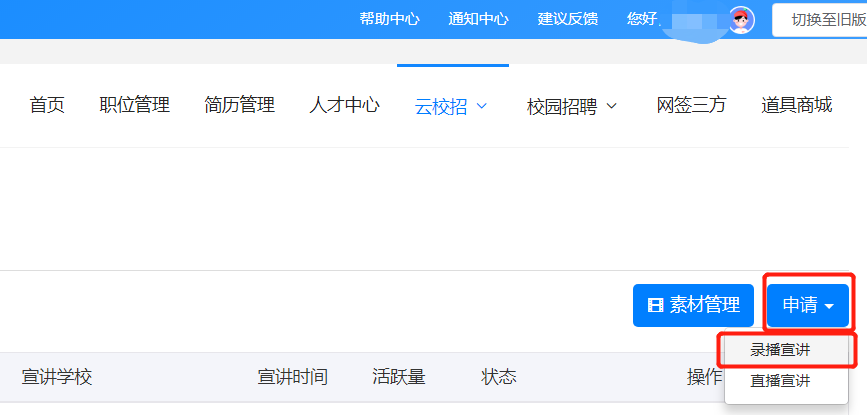 帮助中心 通知中心 建议反馈 您好, 切换至旧版
首页 职位管理 简历管理 人才中心 云校招 校园招聘 网签三方 道具商城
素材管理 申请
录播宣讲
宣讲学校 宣讲时间 活跃量 状态 操作
直播宣讲